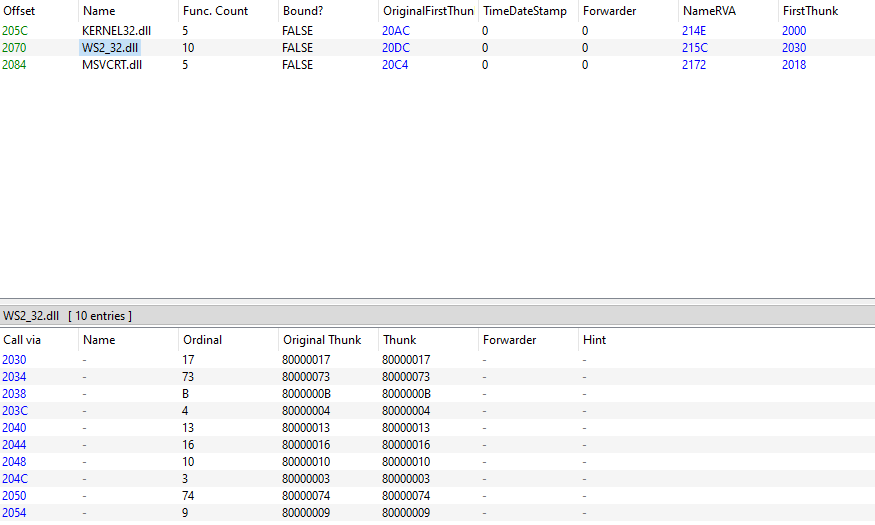 Offset Name Func. Count Bound? OriginalFirstThun TimeDateStamp Forwarder NameRVA FirstThunk
205C KERNEL32.dll 5 FALSE 20AC 0 0 214E 2000
2070 WS2_32.dll 10 FALSE 20DC 0 0 215C 2030
2084 MSVCRT.dll 5 FALSE 20C4 0 0 2172 2018
WS2_32.dll [ 10 entries ]
Call via Name Ordinal Original Thunk Thunk Forwarder Hint
2030 - 17 80000017 80000017 - -
2034 - 73 80000073 80000073 - -
2038 - B 8000000B 8000000B - -
203C - 4 80000004 80000004 - -
2040 - 13 80000013 80000013 - -
2044 - 16 80000016 80000016 - -
2048 - 10 80000010 80000010 - -
204C - 3 80000003 80000003 - -
2050 - 74 80000074 80000074 - -
2054 - 9 80000009 80000009 - -